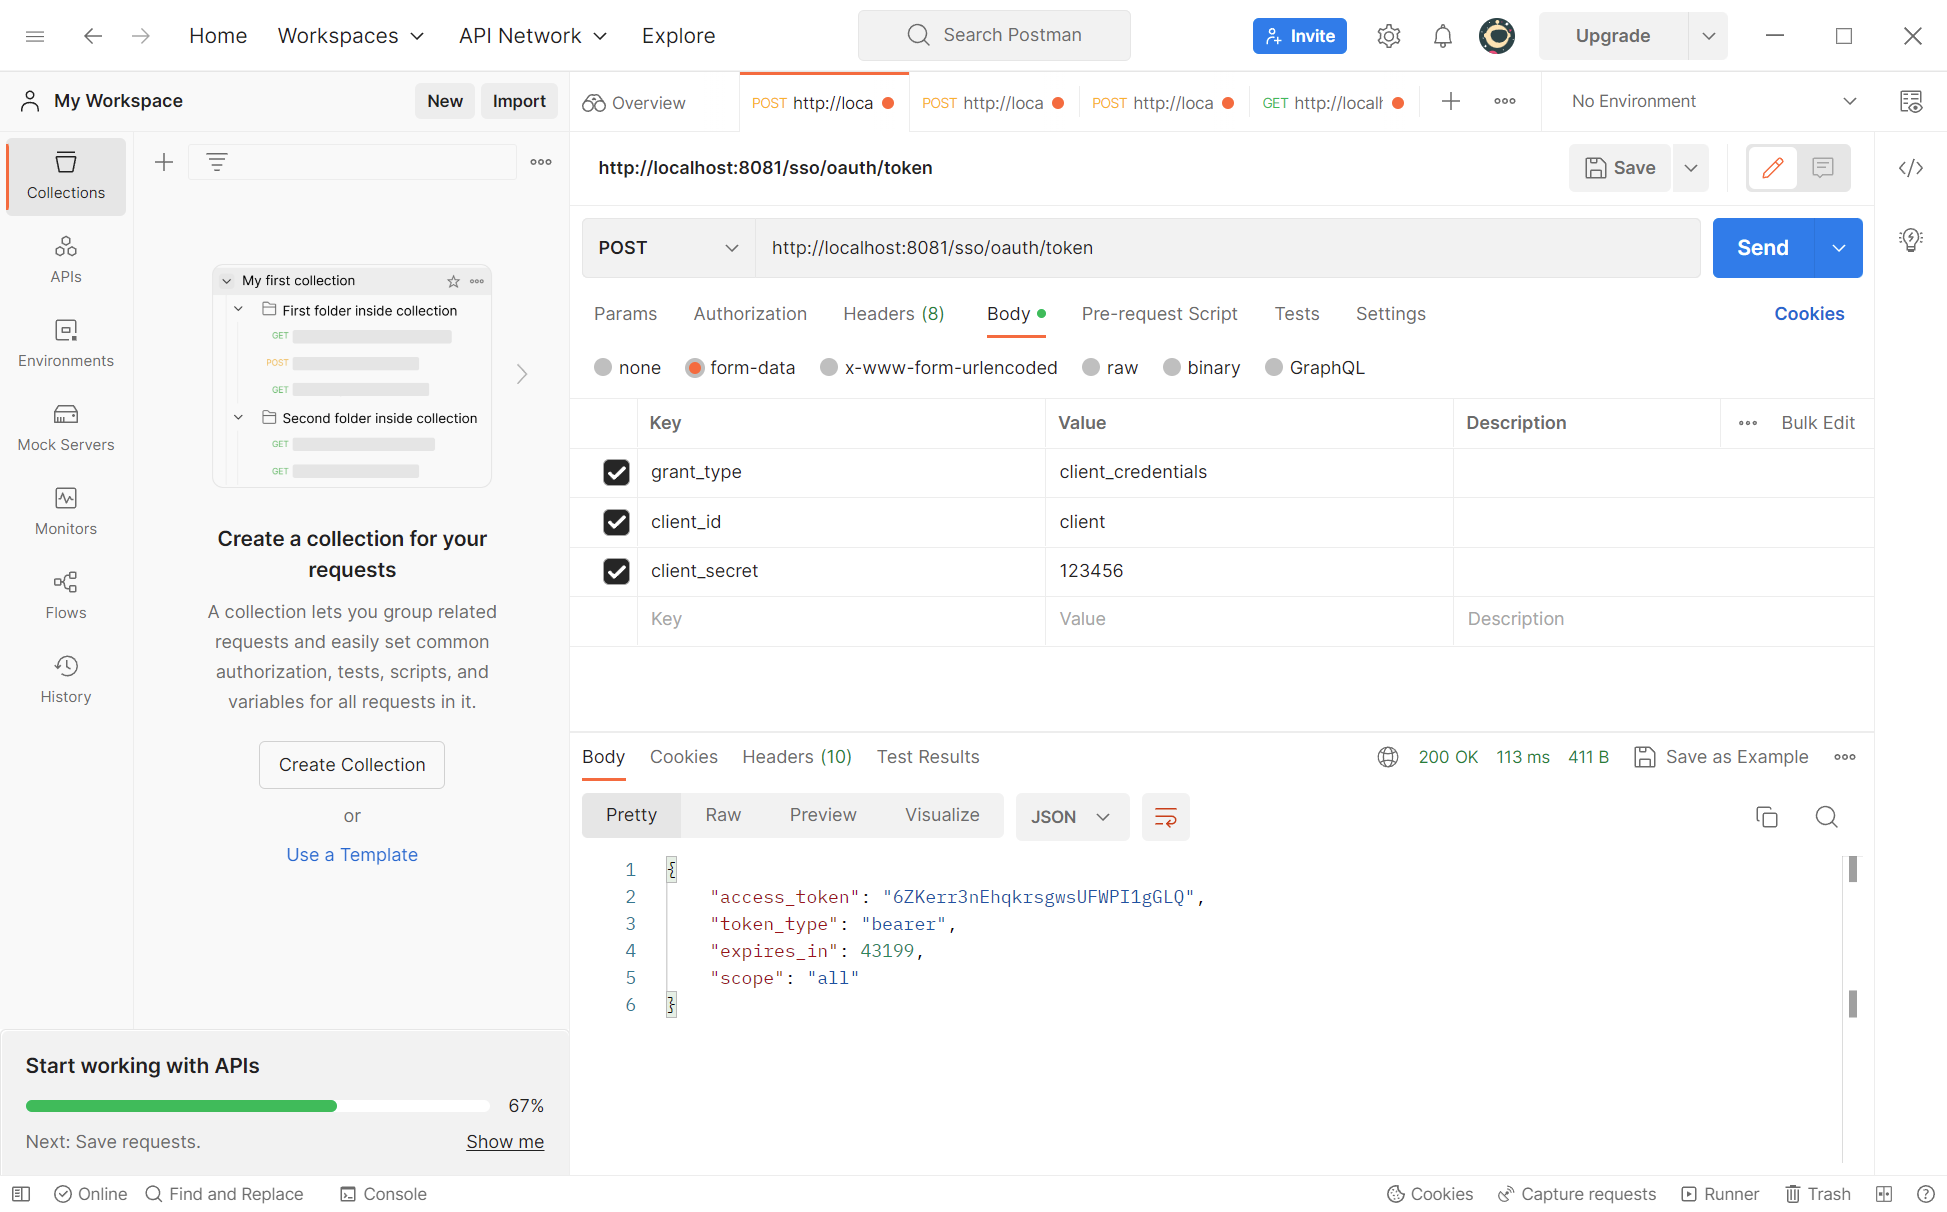 Home Workspaces API Network Explore Search Postman Invite Upgrade
My Workspace New Import Overview POST http://loca POST http://loca POST http://loca GET http://localh No Environment
Collections
APIs
Environments
Mock Servers
Monitors
Flows
History
My first collection
First folder inside collection
GET
POST
GET
Second folder inside collection
GET
GET
Create a collection for your
requests
A collection lets you group related
requests and easily set common
authorization, tests, scripts, and
variables for all requests in it.
Create Collection
or
Use a Template
Start working with APIs
67%
Next: Save requests. Show me
http://localhost:8081/sso/oauth/token Save
POST http://localhost:8081/sso/oauth/token Send
Params Authorization Headers (8) Body Pre-request Script Tests Settings Cookies
none form-data x-www-form-urlencoded raw binary GraphQL
Key Value Description Bulk Edit
grant_type client_credentials
client_id client
client_secret 123456
Key Value Description
Body Cookies Headers (10) Test Results 200 OK 113 ms 411 B Save as Example
Pretty Raw Preview Visualize JSON
1 {
2 "access_token": "6ZKerr3nEhqkrsgwsUFWPI1gGLQ",
3 "token_type": "bearer",
4 "expires_in": 43199,
5 "scope": "all"
6 }
Online Find and Replace Console Cookies Capture requests Runner Trash